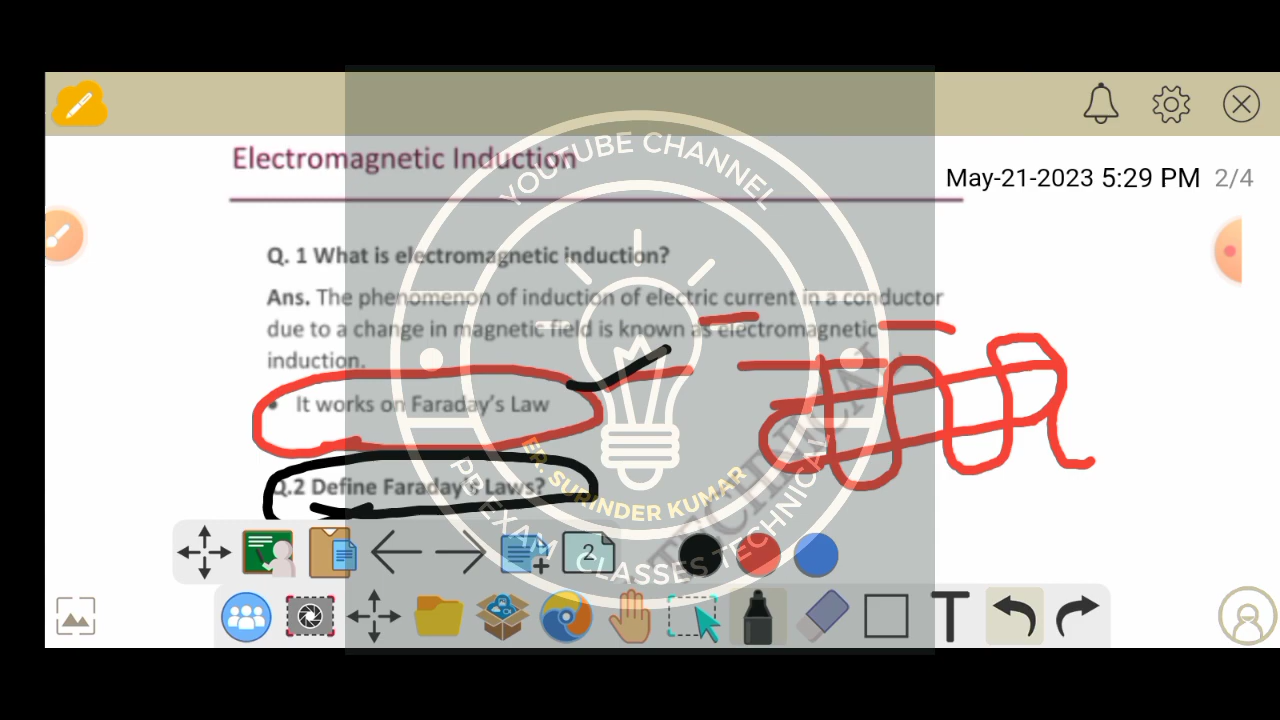 Electromagnetic Induction
May-21-2023 5:29 PM 2/4
YOUTUBE CHANNEL
Q. 1 What is electromagnetic induction?
Ans. The phenomenon of induction of electric current in a conductor
due to a change in magnetic field is known as electromagnetic
induction.
• It works on Faraday's Law
Q.2 Define Faraday's Laws?
ER. SURINDER KUMAR
PB EXAM CLASSES TECHNICAL
TECHNICAL
2
T